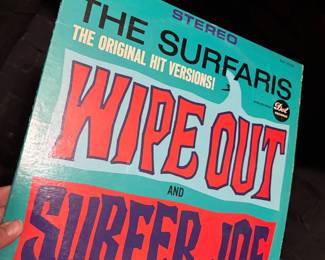 STEREO
THE SURFARIS
THE ORIGINAL HIT VERSIONS!
Dot
WIPE OUT
AND
SURFER JOE